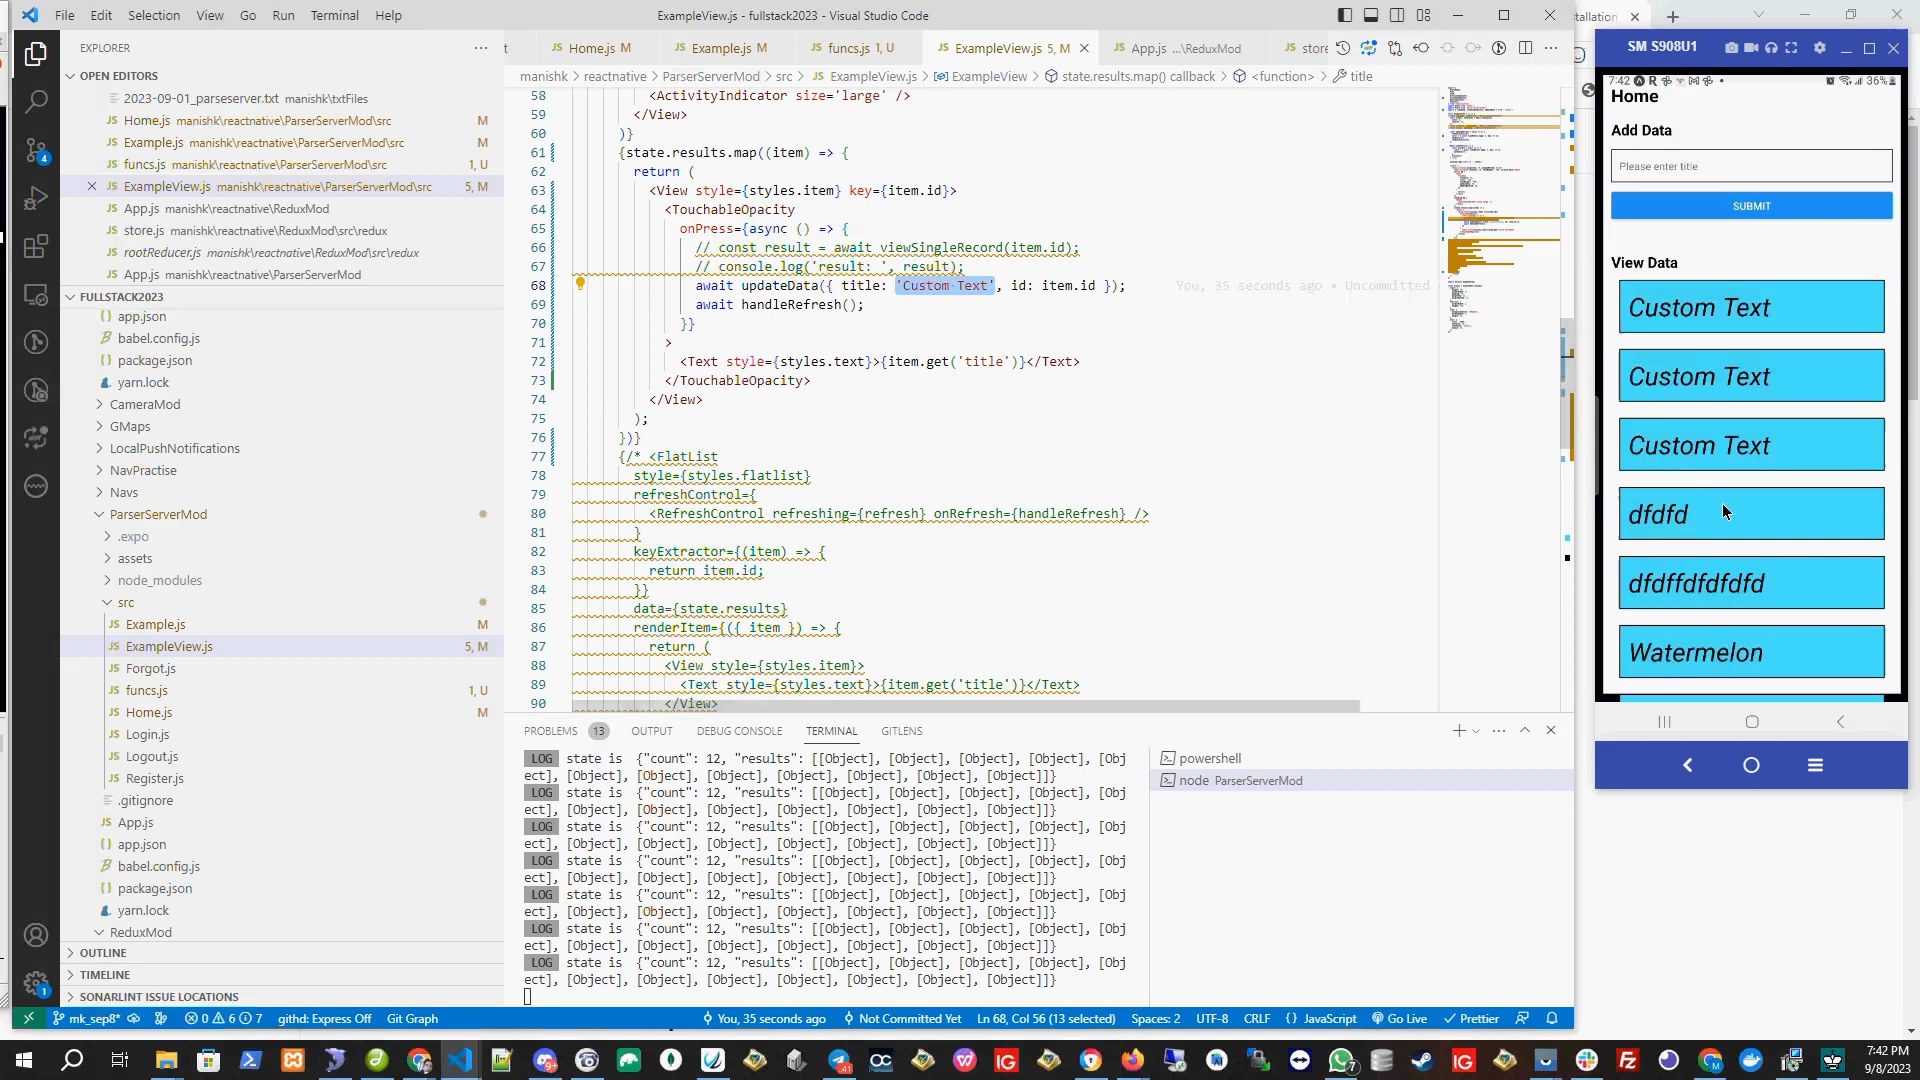 File Edit Selection View Go Run Terminal Help
ExampleView.js - fullstack2023 - Visual Studio Code
EXPLORER
OPEN EDITORS
2023-09-01_parseserver.txt manishk\txtFiles
Home.js manishk\reactnative\ParserServerMod\src M
Example.js manishk\reactnative\ParserServerMod\src M
funcs.js manishk\reactnative\ParserServerMod\src 1, U
ExampleView.js manishk\reactnative\ParserServerMod\src 5, M
App.js manishk\reactnative\ReduxMod
store.js manishk\reactnative\ReduxMod\src\redux
rootReducer.js manishk\reactnative\ReduxMod\src\redux
App.js manishk\reactnative\ParserServerMod
FULLSTACK2023
app.json
babel.config.js
package.json
yarn.lock
CameraMod
GMaps
LocalPushNotifications
NavPractise
Navs
ParserServerMod
.expo
assets
node_modules
src
Example.js M
ExampleView.js 5, M
Forgot.js
funcs.js 1, U
Home.js M
Login.js
Logout.js
Register.js
.gitignore
App.js
app.json
babel.config.js
package.json
yarn.lock
ReduxMod
OUTLINE
TIMELINE
SONARLINT ISSUE LOCATIONS
Home.js M Example.js M funcs.js 1, U ExampleView.js 5, M App.js ...\ReduxMod store
manishk > reactnative > ParserServerMod > src > ExampleView.js > ExampleView > state.results.map() callback > <function> > title
58 <ActivityIndicator size='large' />
59 </View>
60 )}
61 {state.results.map((item) => {
62 return (
63 <View style={styles.item} key={item.id}>
64 <TouchableOpacity
65 onPress={async () => {
66 // const result = await viewSingleRecord(item.id);
67 // console.log('result: ', result);
68 await updateData({ title: 'Custom Text', id: item.id }); You, 35 seconds ago • Uncommitted
69 await handleRefresh();
70 }}
71 >
72 <Text style={styles.text}>{item.get('title')}</Text>
73 </TouchableOpacity>
74 </View>
75 );
76 })}
77 {/* <FlatList
78 style={styles.flatlist}
79 refreshControl={
80 <RefreshControl refreshing={refresh} onRefresh={handleRefresh} />
81 }
82 keyExtractor={(item) => {
83 return item.id;
84 }}
85 data={state.results}
86 renderItem={({ item }) => {
87 return (
88 <View style={styles.item}>
89 <Text style={styles.text}>{item.get('title')}</Text>
90 </View>
PROBLEMS 13 OUTPUT DEBUG CONSOLE TERMINAL GITLENS
LOG state is {"count": 12, "results": [[Object], [Object], [Object], [Object], [Obj
ect], [Object], [Object], [Object], [Object], [Object], [Object], [Object]]}
LOG state is {"count": 12, "results": [[Object], [Object], [Object], [Object], [Obj
ect], [Object], [Object], [Object], [Object], [Object], [Object], [Object]]}
LOG state is {"count": 12, "results": [[Object], [Object], [Object], [Object], [Obj
ect], [Object], [Object], [Object], [Object], [Object], [Object], [Object]]}
LOG state is {"count": 12, "results": [[Object], [Object], [Object], [Object], [Obj
ect], [Object], [Object], [Object], [Object], [Object], [Object], [Object]]}
LOG state is {"count": 12, "results": [[Object], [Object], [Object], [Object], [Obj
ect], [Object], [Object], [Object], [Object], [Object], [Object], [Object]]}
LOG state is {"count": 12, "results": [[Object], [Object], [Object], [Object], [Obj
ect], [Object], [Object], [Object], [Object], [Object], [Object], [Object]]}
LOG state is {"count": 12, "results": [[Object], [Object], [Object], [Object], [Obj
ect], [Object], [Object], [Object], [Object], [Object], [Object], [Object]]}
powershell
node ParserServerMod
mk_sep8* 0 6 7 githd: Express Off Git Graph You, 35 seconds ago Not Committed Yet Ln 68, Col 56 (13 selected) Spaces: 2 UTF-8 CRLF JavaScript Go Live Prettier
tallation
SM S908U1
7:42 36%
Home
Add Data
Please enter title
SUBMIT
View Data
Custom Text
Custom Text
Custom Text
dfdfd
dfdffdfdfdfd
Watermelon
7:42 PM
9/8/2023